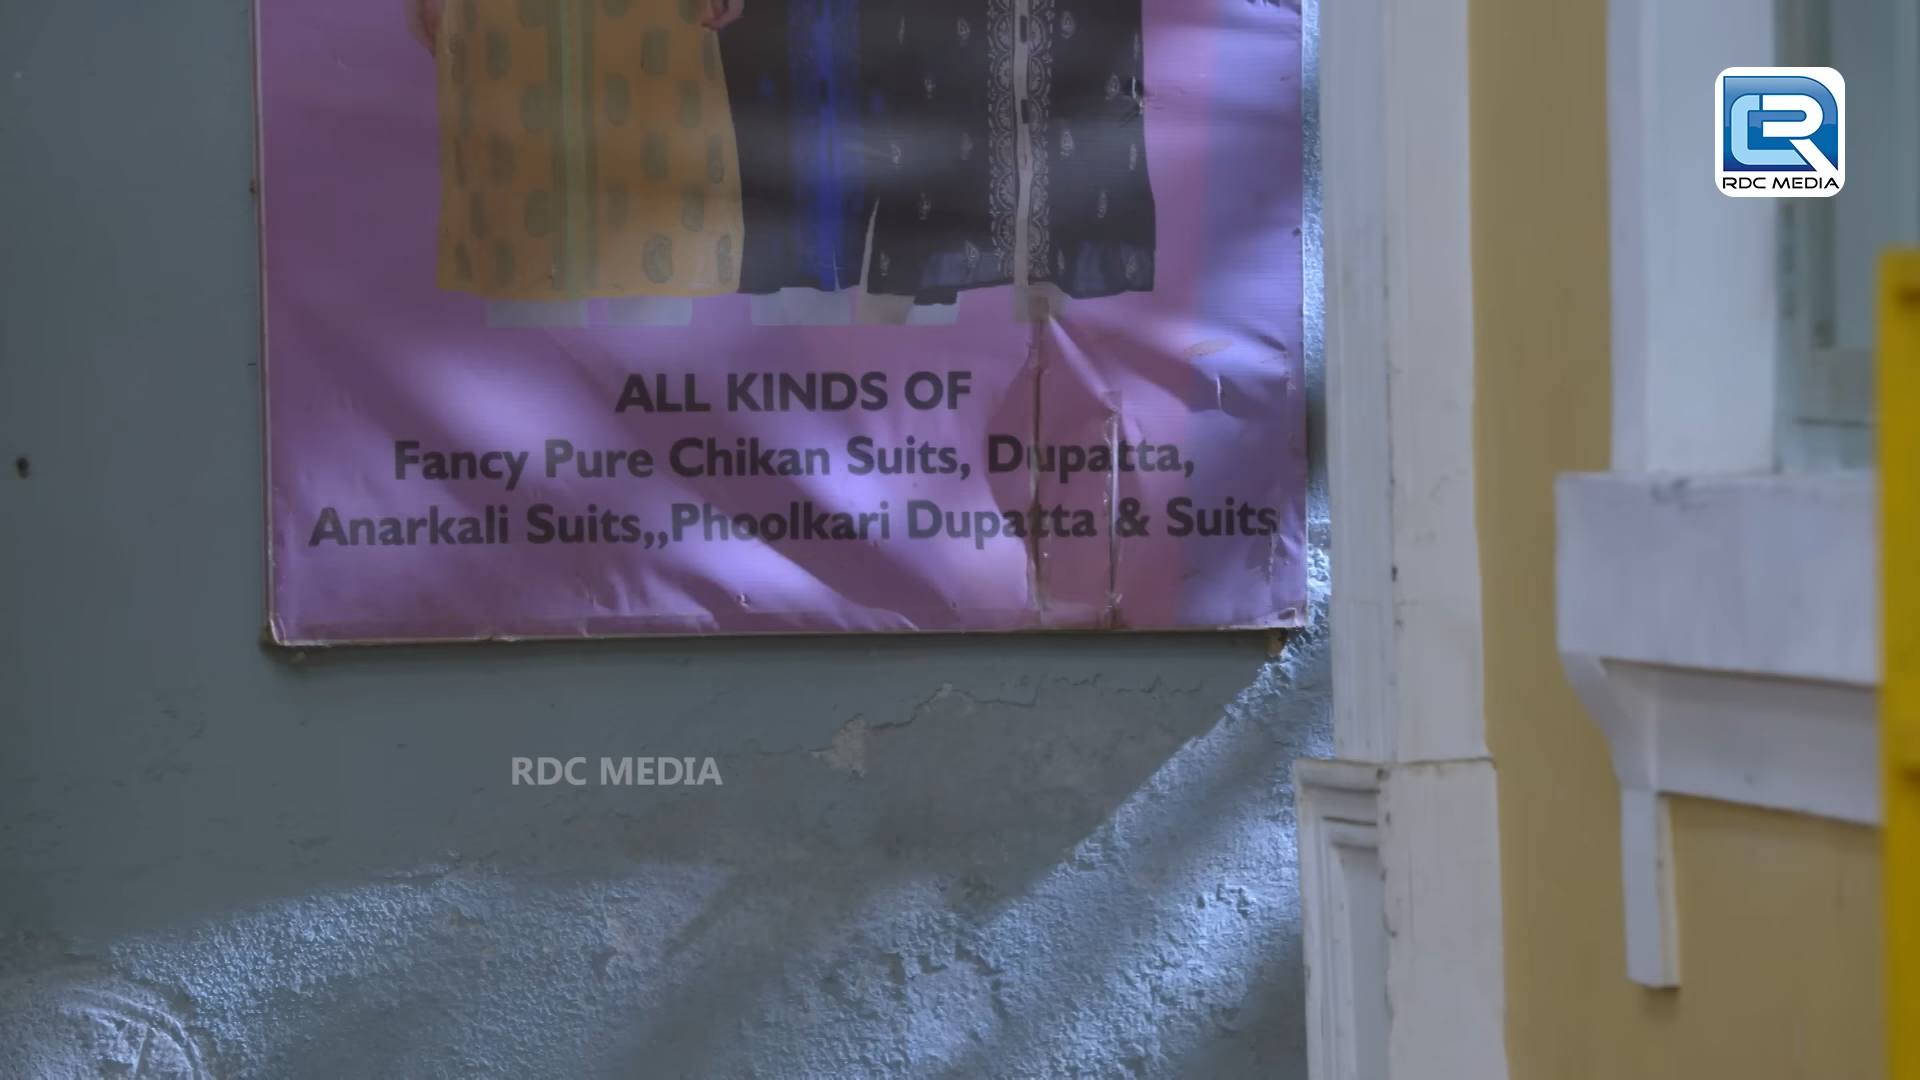 RDC MEDIA
ALL KINDS OF
Fancy Pure Chikan Suits, Dupatta,
Anarkali Suits,,Phoolkari Dupatta & Suits
RDC MEDIA